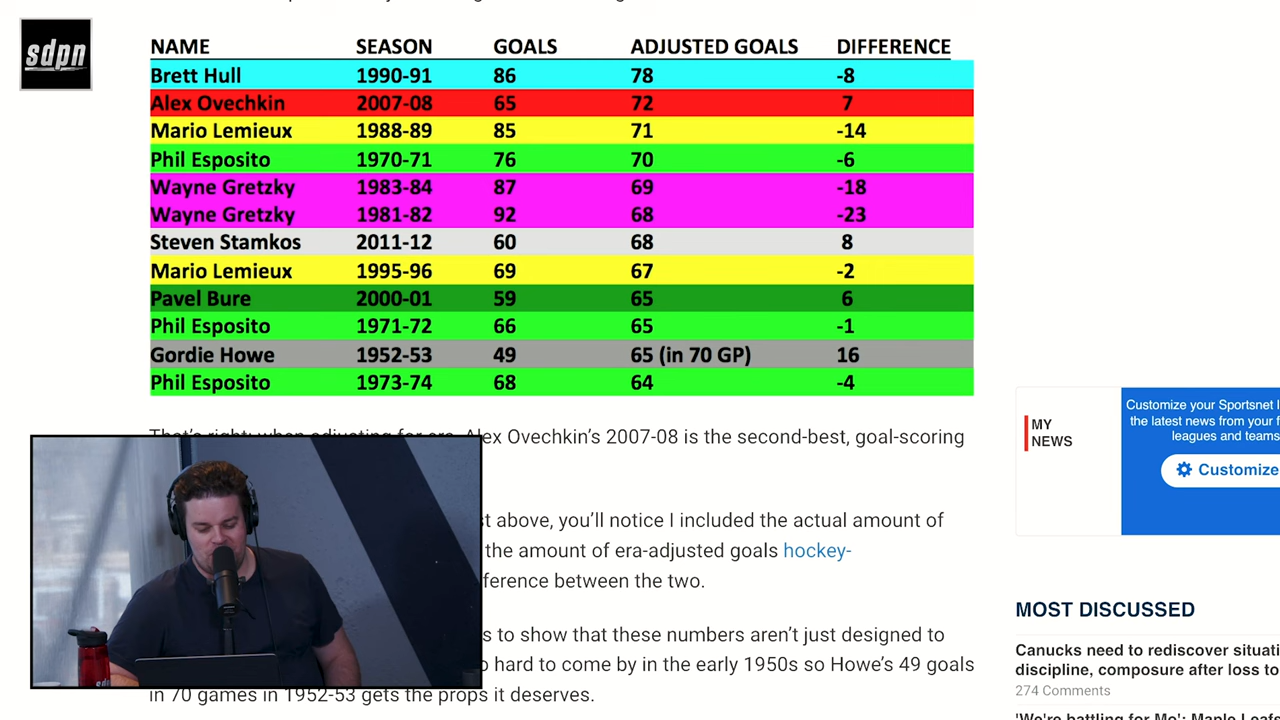 sdpn
NAME SEASON GOALS ADJUSTED GOALS DIFFERENCE
Brett Hull 1990-91 86 78 -8
Alex Ovechkin 2007-08 65 72 7
Mario Lemieux 1988-89 85 71 -14
Phil Esposito 1970-71 76 70 -6
Wayne Gretzky 1983-84 87 69 -18
Wayne Gretzky 1981-82 92 68 -23
Steven Stamkos 2011-12 60 68 8
Mario Lemieux 1995-96 69 67 -2
Pavel Bure 2000-01 59 65 6
Phil Esposito 1971-72 66 65 -1
Gordie Howe 1952-53 49 65 (in 70 GP) 16
Phil Esposito 1973-74 68 64 -4
That's right: when adjusting for era, Alex Ovechkin's 2007-08 is the second-best, goal-scoring
st above, you'll notice I included the actual amount of
the amount of era-adjusted goals hockey-
ference between the two.
s to show that these numbers aren't just designed to
o hard to come by in the early 1950s so Howe's 49 goals
in 70 games in 1952-53 gets the props it deserves.
MY
NEWS
Customize your Sportsnet
the latest news from your f
leagues and teams
Customize
MOST DISCUSSED
Canucks need to rediscover situati
discipline, composure after loss to
274 Comments
'We're battling for Mo': Maple Leafs